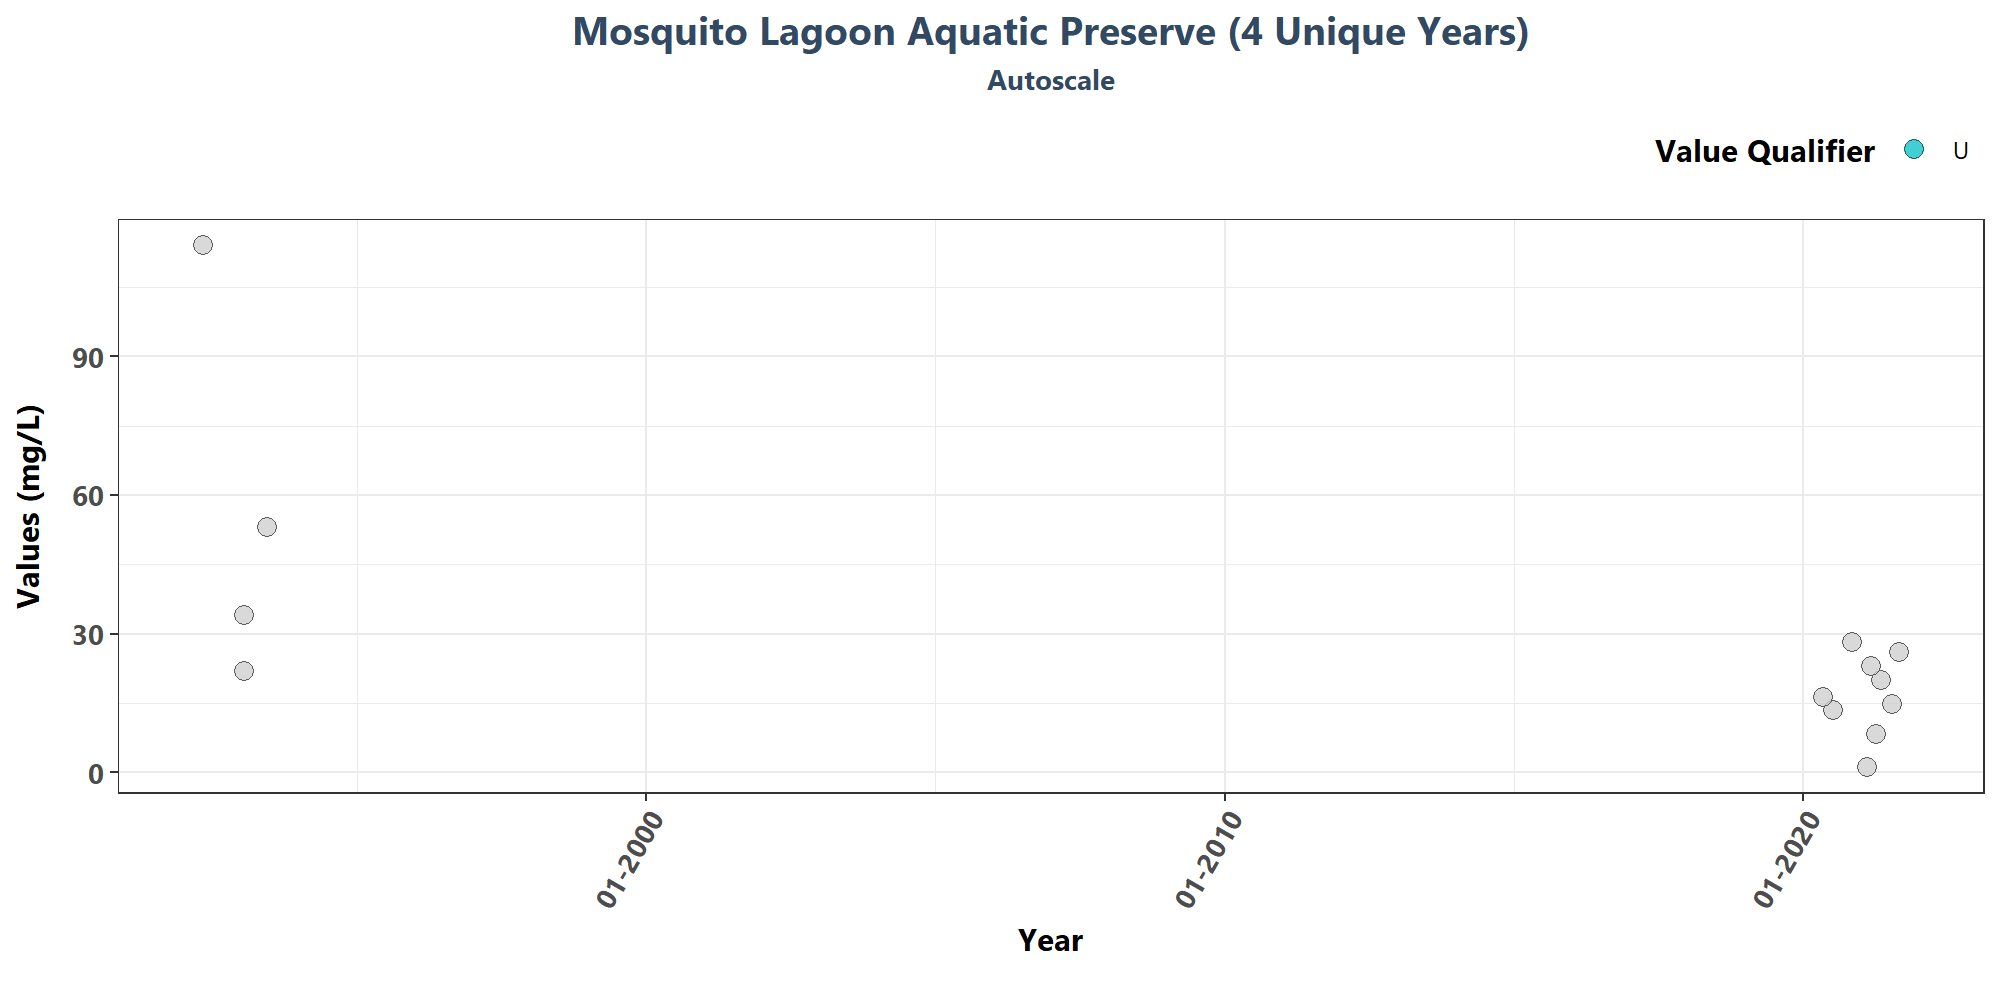 Mosquito Lagoon Aquatic Preserve (4 Unique Years)
Autoscale
Value Qualifier U
90
60
30
0
Values (mg/L)
01-2000
01-2010
01-2020
Year